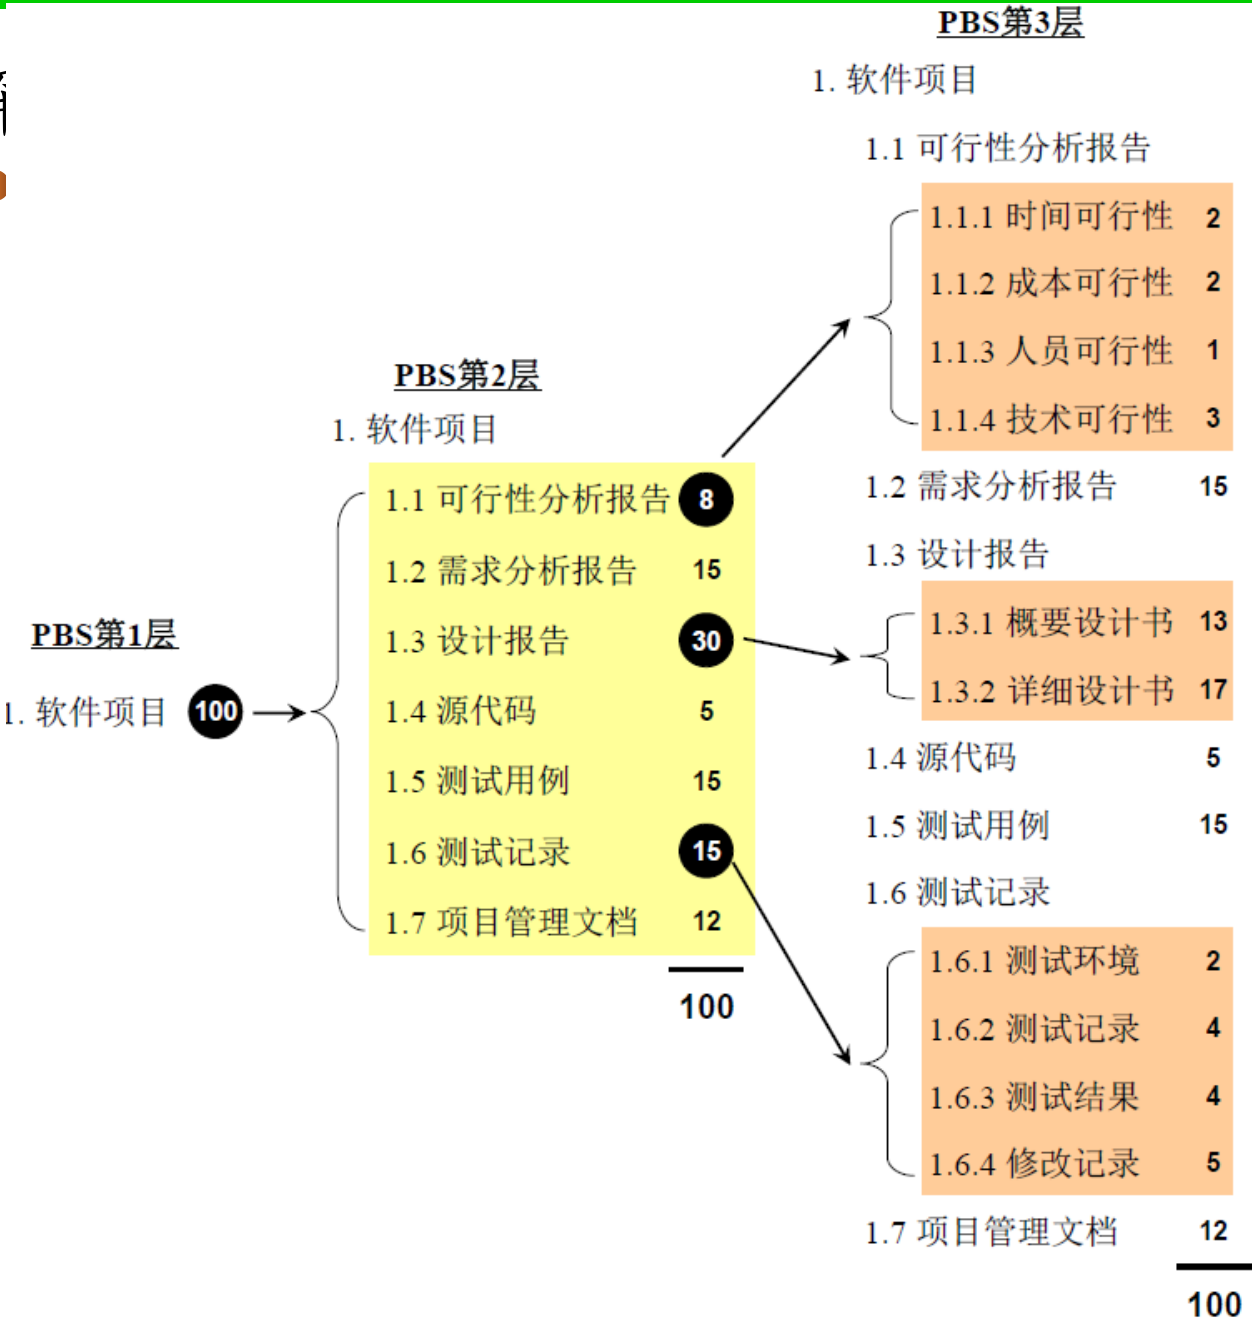 PBS第1层
1. 软件项目 100
PBS第2层
1. 软件项目
1.1 可行性分析报告 8
1.2 需求分析报告 15
1.3 设计报告 30
1.4 源代码 5
1.5 测试用例 15
1.6 测试记录 15
1.7 项目管理文档 12
100
PBS第3层
1. 软件项目
1.1 可行性分析报告
1.1.1 时间可行性 2
1.1.2 成本可行性 2
1.1.3 人员可行性 1
1.1.4 技术可行性 3
1.2 需求分析报告 15
1.3 设计报告
1.3.1 概要设计书 13
1.3.2 详细设计书 17
1.4 源代码 5
1.5 测试用例 15
1.6 测试记录
1.6.1 测试环境 2
1.6.2 测试记录 4
1.6.3 测试结果 4
1.6.4 修改记录 5
1.7 项目管理文档 12
100